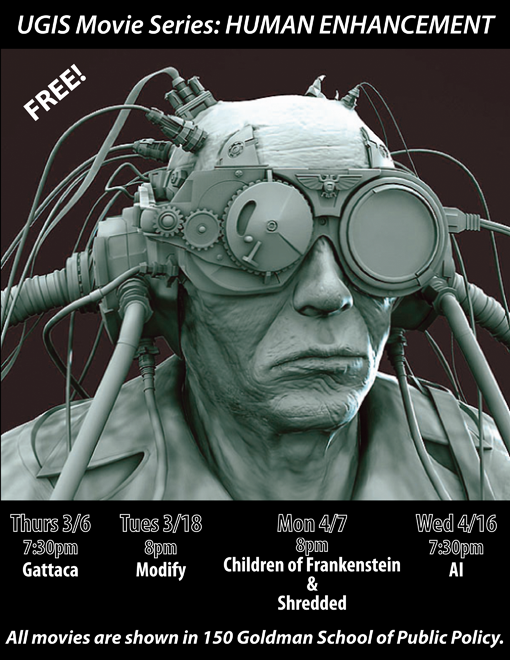 UGIS Movie Series: HUMAN ENHANCEMENT
FREE!
Thurs 3/6
7:30pm
Gattaca
Tues 3/18
8pm
Modify
Mon 4/7
8pm
Children of Frankenstein
&
Shredded
Wed 4/16
7:30pm
AI
All movies are shown in 150 Goldman School of Public Policy.